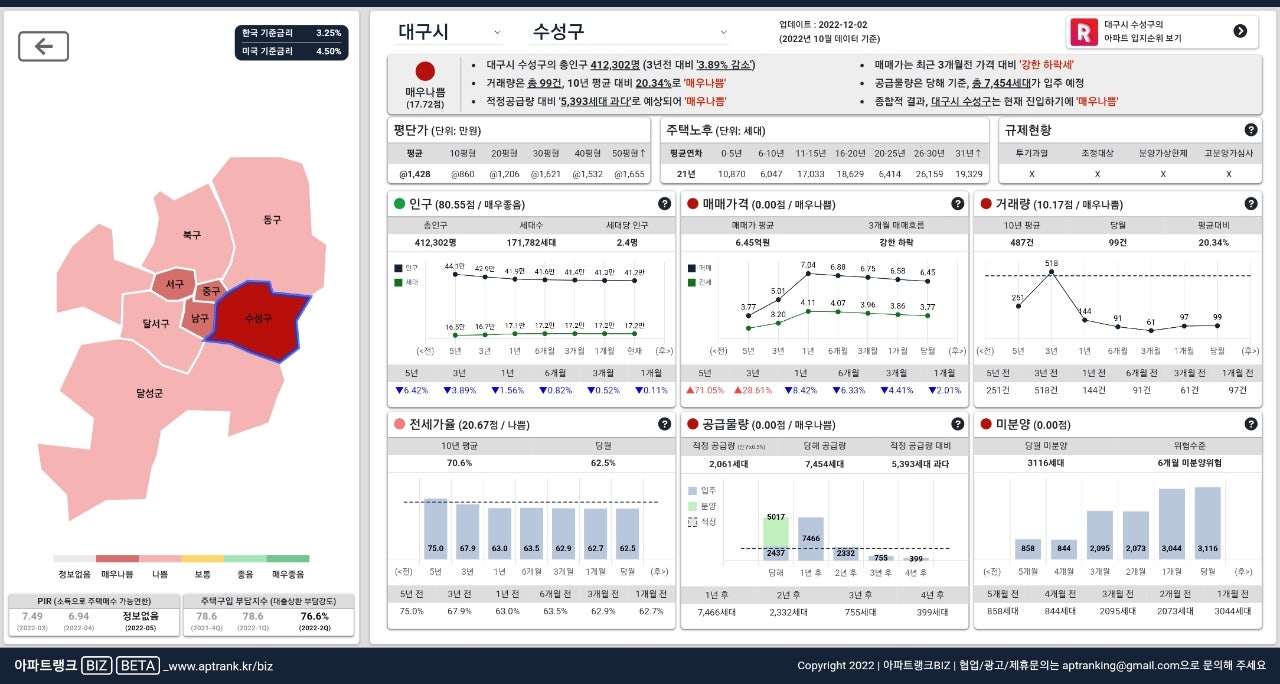 한국 기준금리 3.25%
미국 기준금리 4.50%
동구
북구
서구
중구
달서구
남구
수성구
달성군
정보없음 매우나쁨 나쁨 보통 좋음 매우좋음
PIR (소득으로 주택매수 가능연한)
7.49 6.94 정보없음
(2022-03) (2022-04) (2022-05)
주택구입 부담지수 (대출상환 부담강도)
78.6 78.6 76.6%
(2021-4Q) (2022-1Q) (2022-2Q)
대구시 수성구
업데이트 : 2022-12-02
(2022년 10월 데이터 기준)
R
대구시 수성구의
아파트 입지순위 보기
매우나쁨
(17.72점)
• 대구시 수성구의 총인구 412,302명 (3년전 대비 '3.89% 감소')
• 거래량은 총 99건, 10년 평균 대비 20.34%로 '매우나쁨'
• 적정공급량 대비 '5,393세대 과다'로 예상되어 '매우나쁨'
• 매매가는 최근 3개월전 가격 대비 '강한 하락세'
• 공급물량은 당해 기준, 총 7,454세대가 입주 예정
• 종합적 결과, 대구시 수성구는 현재 진입하기에 '매우나쁨'
평단가 (단위: 만원)
평균 10평형 20평형 30평형 40평형 50평형↑
@1,428 @860 @1,206 @1,621 @1,532 @1,655
주택노후 (단위: 세대)
평균연차 0-5년 6-10년 11-15년 16-20년 20-25년 26-30년 31년↑
21년 10,870 6,047 17,033 18,629 6,414 26,159 19,329
규제현황 ?
투기과열 조정대상 분양가상한제 고분양가심사
X X X X
인구 (80.55점 / 매우좋음) ?
총인구 세대수 세대당 인구
412,302명 171,782세대 2.4명
인구
세대
44.1만 42.9만 41.9만 41.6만 41.4만 41.3만 41.2만
16.5만 16.7만 17.1만 17.2만 17.2만 17.2만 17.2만
(<전) 5년 3년 1년 6개월 3개월 1개월 현재 (후>)
5년 3년 1년 6개월 3개월 1개월
▼6.42% ▼3.89% ▼1.56% ▼0.82% ▼0.52% ▼0.11%
매매가격 (0.00점 / 매우나쁨) ?
매매가 평균 3개월 매매흐름
6.45억원 강한 하락
매매
전세
3.77 5.01 7.04 6.88 6.75 6.58 6.45
3.20 4.11 4.07 3.96 3.86 3.77
(<전) 5년 3년 1년 6개월 3개월 1개월 당월 (후>)
5년 3년 1년 6개월 3개월 1개월
▲71.05% ▲28.61% ▼8.42% ▼6.33% ▼4.41% ▼2.01%
거래량 (10.17점 / 매우나쁨) ?
10년 평균 당월 평균대비
487건 99건 20.34%
251 518 144 91 61 97 99
(<전) 5년 3년 1년 6개월 3개월 1개월 당월 (후>)
5년 전 3년 전 1년 전 6개월 전 3개월 전 1개월 전
251건 518건 144건 91건 61건 97건
전세가율 (20.67점 / 나쁨) ?
10년 평균 당월
70.6% 62.5%
75.0 67.9 63.0 63.5 62.9 62.7 62.5
(<전) 5년 3년 1년 6개월 3개월 1개월 당월 (후>)
5년 전 3년 전 1년 전 6개월 전 3개월 전 1개월 전
75.0% 67.9% 63.0% 63.5% 62.9% 62.7%
공급물량 (0.00점 / 매우나쁨) ?
적정 공급량 (인구x0.5%) 당해 공급량 적정 공급량 대비
2,061세대 7,454세대 5,393세대 과다
입주
분양
적정
5017
2437 7466 2332 755 399
당해 1년 후 2년 후 3년 후 4년 후
1년 후 2년 후 3년 후 4년 후
7,466세대 2,332세대 755세대 399세대
미분양 (0.00점) ?
당월 미분양 위험수준
3116세대 6개월 미분양위험
858 844 2,095 2,073 3,044 3,116
(<전) 5개월 4개월 3개월 2개월 1개월 당월 (후>)
5개월 전 4개월 전 3개월 전 2개월 전 1개월 전
858세대 844세대 2095세대 2073세대 3044세대
아파트랭크 BIZ BETA _www.aptrank.kr/biz
Copyright 2022 | 아파트랭크BIZ | 협업/광고/제휴문의는 aptranking@gmail.com으로 문의해 주세요